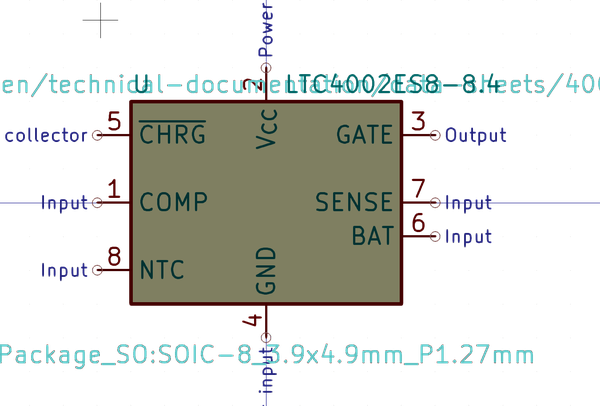 Power
en/technical-documentation/data-sheets/400
U
LTC4002ES8-8.4
2
collector
5
CHRG
VCC
GATE
3
Output
Input
1
COMP
SENSE
7
Input
BAT
6
Input
Input
8
NTC
GND
4
Package_SO:SOIC-8_3.9x4.9mm_P1.27mm
input